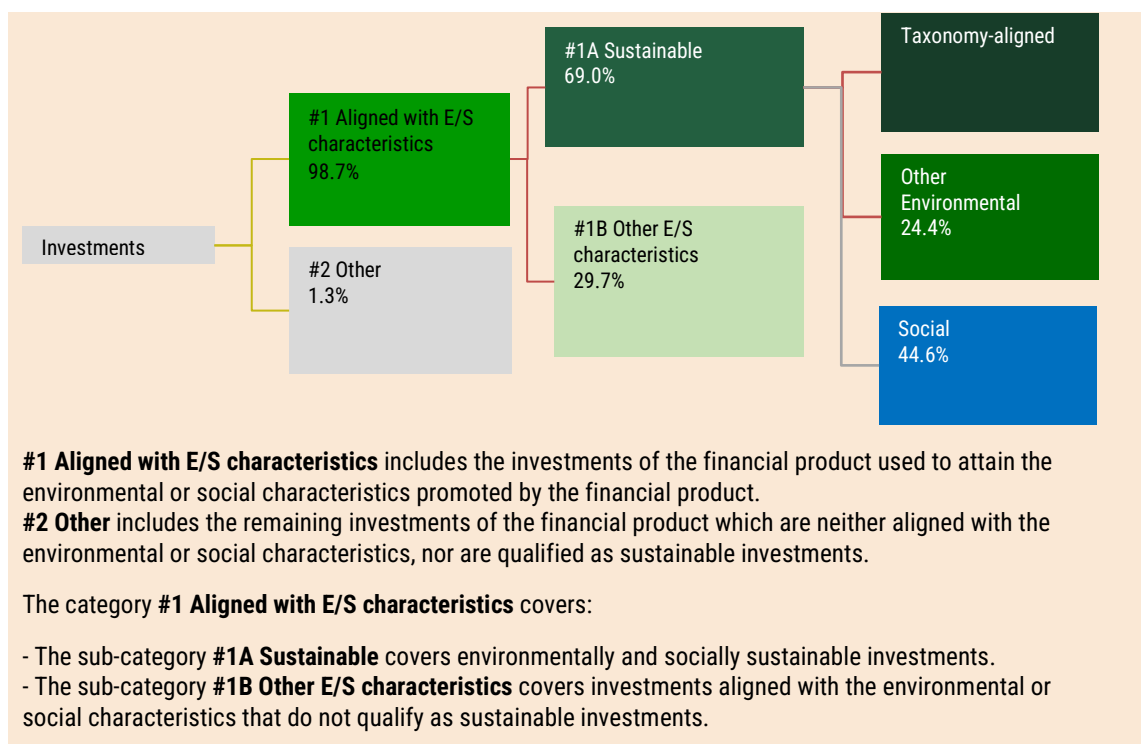 Investments
#1 Aligned with E/S
characteristics
98.7%
#2 Other
1.3%
#1A Sustainable
69.0%
#1B Other E/S
characteristics
29.7%
Taxonomy-aligned
Other
Environmental
24.4%
Social
44.6%
#1 Aligned with E/S characteristics includes the investments of the financial product used to attain the
environmental or social characteristics promoted by the financial product.
#2 Other includes the remaining investments of the financial product which are neither aligned with the
environmental or social characteristics, nor are qualified as sustainable investments.
The category #1 Aligned with E/S characteristics covers:
- The sub-category #1A Sustainable covers environmentally and socially sustainable investments.
- The sub-category #1B Other E/S characteristics covers investments aligned with the environmental or
social characteristics that do not qualify as sustainable investments.